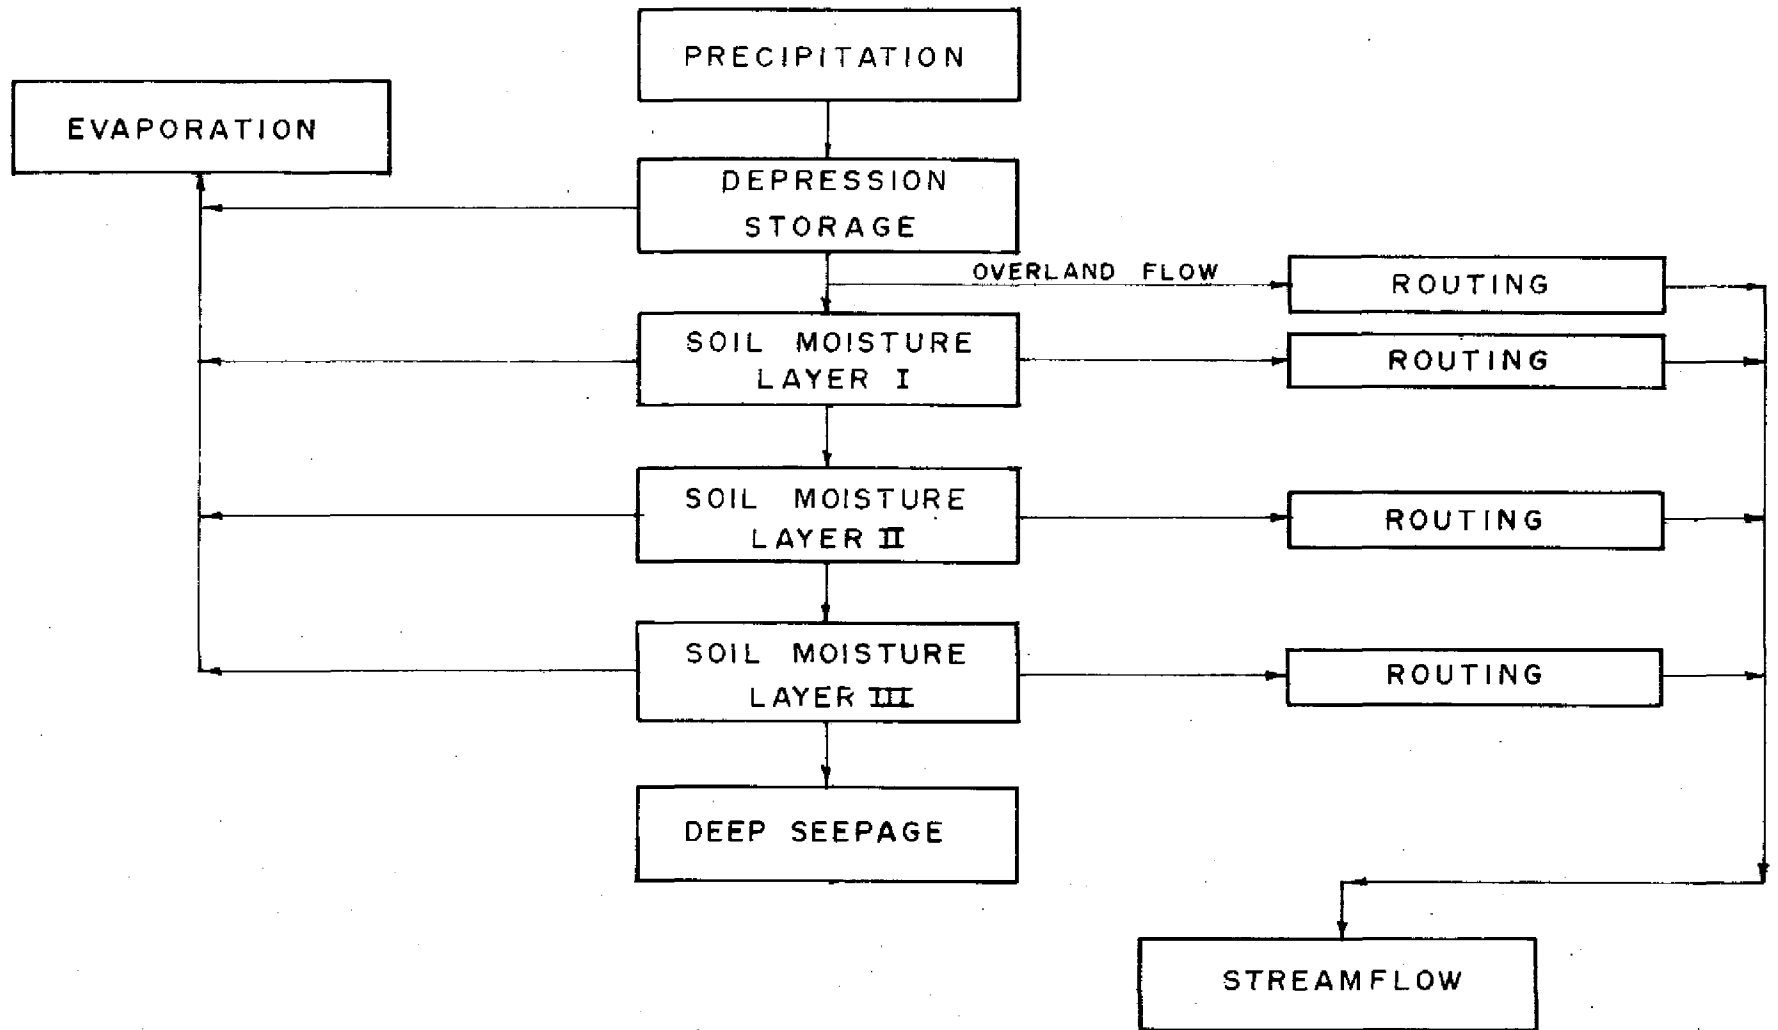 PRECIPITATION
EVAPORATION
DEPRESSION
STORAGE
OVERLAND FLOW
ROUTING
SOIL MOISTURE
LAYER I
ROUTING
SOIL MOISTURE
LAYER II
ROUTING
SOIL MOISTURE
LAYER III
ROUTING
DEEP SEEPAGE
STREAMFLOW